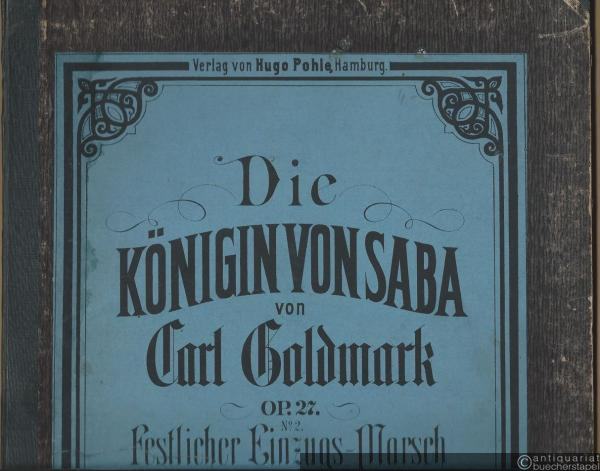 Verlag von Hugo Pohle, Hamburg.
Die
KÖNIGIN VON SABA
von
Carl Goldmark
OP. 27.
No. 2.
Festlicher Einzugs-Marsch
©antiquariat
buecherstapel